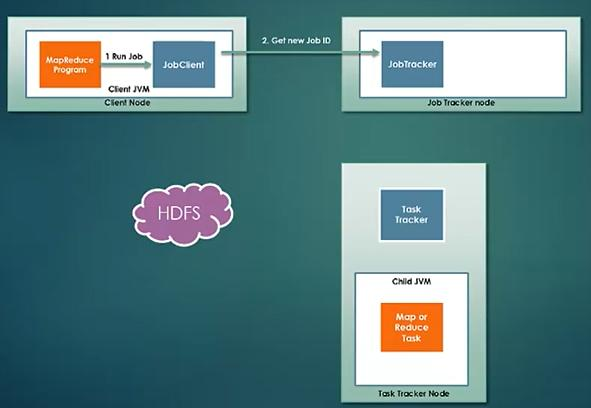 MapReduce
Program
1 Run Job
JobClient
Client JVM
Client Node
2. Get new Job ID
JobTracker
Job Tracker node
HDFS
Task
Tracker
Child JVM
Map or
Reduce
Task
Task Tracker Node